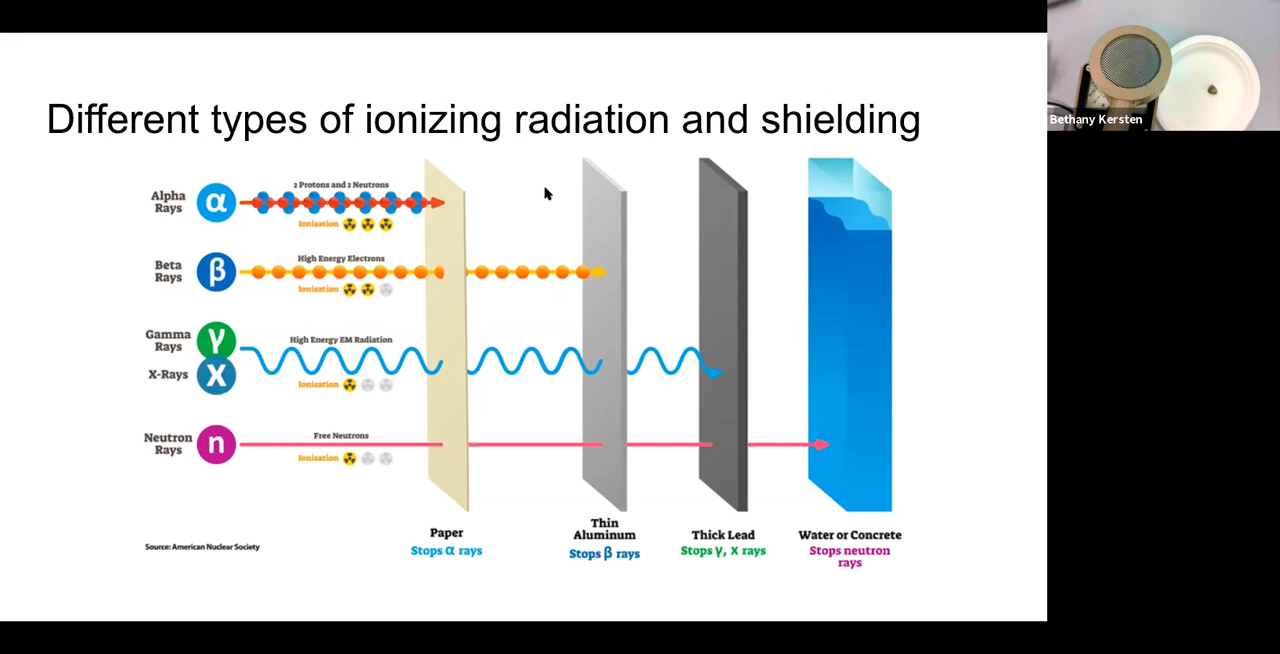 Different types of ionizing radiation and shielding
Bethany Kersten
Alpha
Rays
α
2 Protons and 2 Neutrons
Ionisation
Beta
Rays
β
High Energy Electrons
Ionisation
Gamma
Rays
γ
X-Rays
X
High Energy EM Radiation
Ionisation
Neutron
Rays
n
Free Neutrons
Ionisation
Paper
Stops α rays
Thin
Aluminum
Stops β rays
Thick Lead
Stops γ, x rays
Water or Concrete
Stops neutron
rays
Source: American Nuclear Society